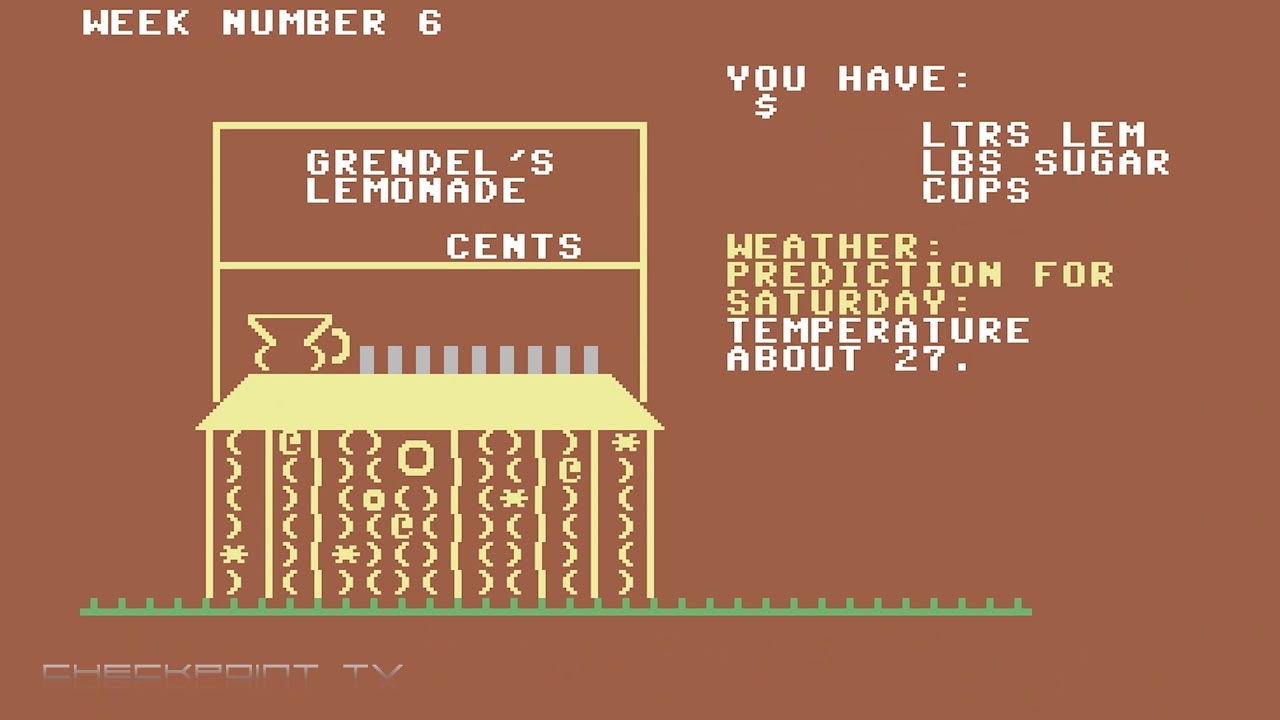 WEEK NUMBER 6
YOU HAVE:
$
LTRS LEM
LBS SUGAR
CUPS
GRENDEL'S
LEMONADE
CENTS
WEATHER:
PREDICTION FOR
SATURDAY:
TEMPERATURE
ABOUT 27.
CHECKPOINT TV